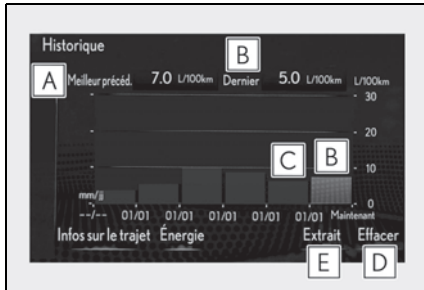 Historique
B
A Meilleur précéd. 7.0 L/100km Dernier 5.0 L/100km L/100km
30
20
C B
10
mm/jj 0
--/-- 01/01 01/01 01/01 01/01 01/01 Maintenant
Infos sur le trajet Énergie Extrait Effacer
E D